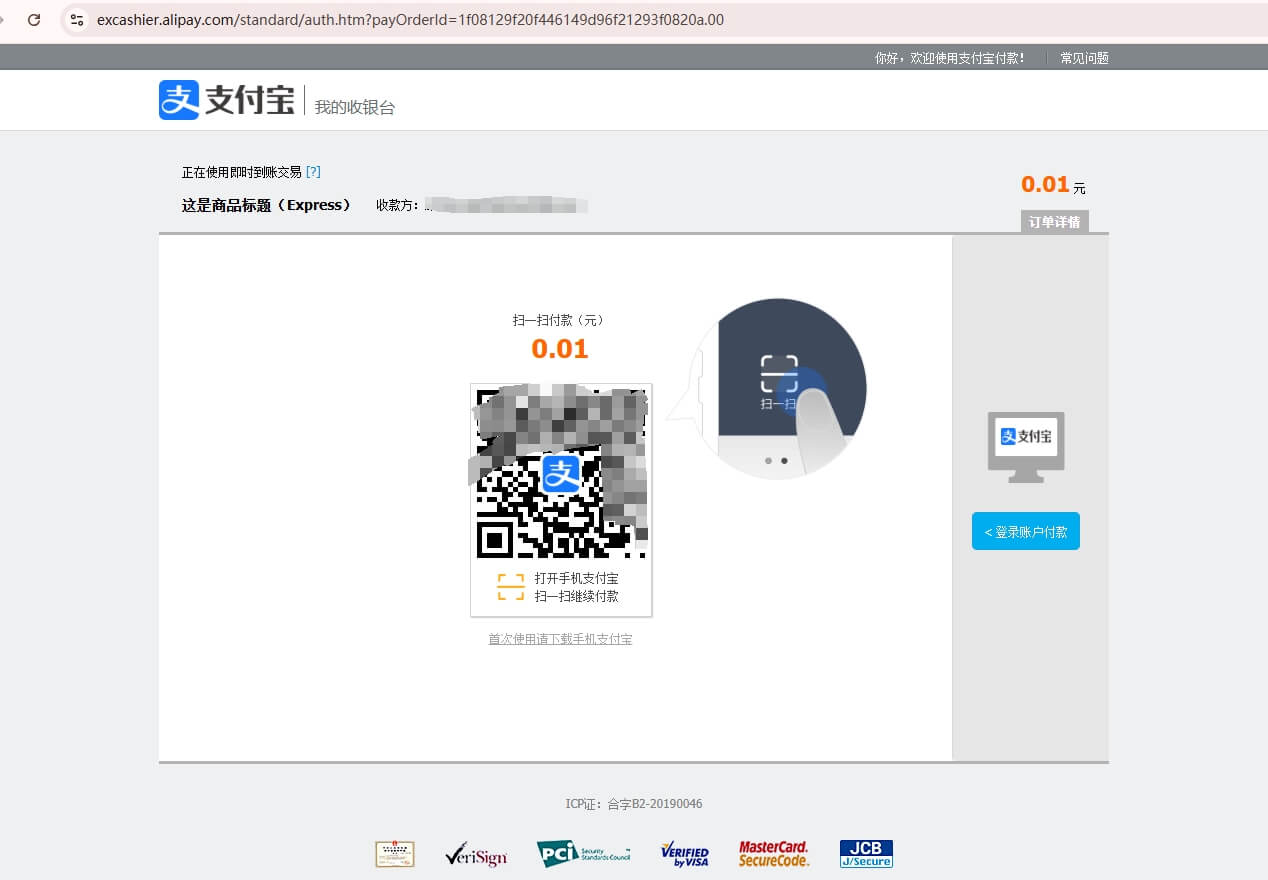 excashier.alipay.com/standard/auth.htm?payOrderId=1f08129f20f446149d96f21293f0820a.00
你好，欢迎使用支付宝付款！ 常见问题
支 支付宝 我的收银台
正在使用即时到账交易 [?]
0.01 元
这是商品标题（Express） 收款方：
订单详情
扫一扫付款（元）
0.01
扫一扫
支
支 支付宝
< 登录账户付款
打开手机支付宝
扫一扫继续付款
首次使用请下载手机支付宝
ICP证：合字B2-20190046
VeriSign
PCI Security Standards Council
VERIFIED by VISA
MasterCard. SecureCode.
JCB
J/Secure